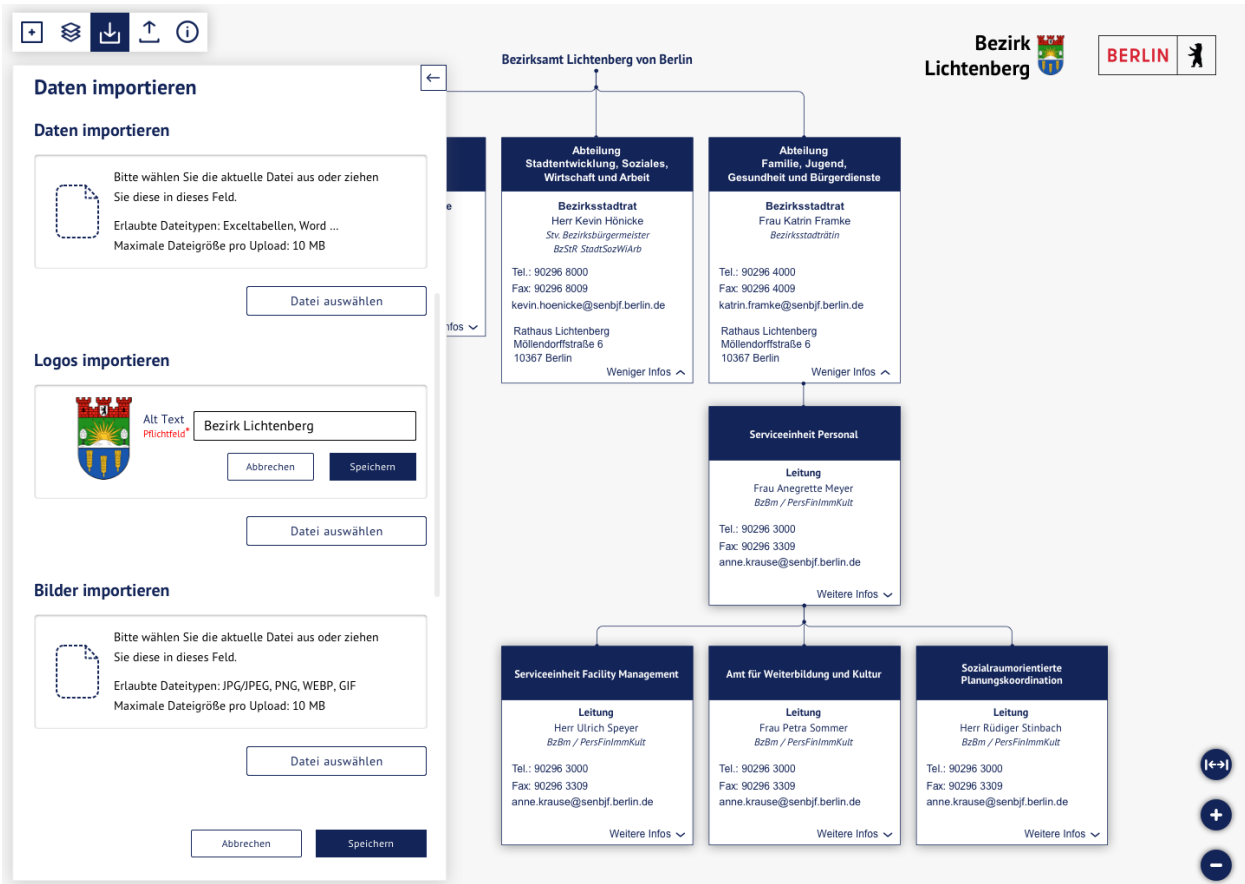 Daten importieren
Daten importieren
Bitte wählen Sie die aktuelle Datei aus oder ziehen
Sie diese in dieses Feld.
Erlaubte Dateitypen: Exceltabellen, Word ...
Maximale Dateigröße pro Upload: 10 MB
Datei auswählen
Logos importieren
Alt Text
Pflichtfeld*
Bezirk Lichtenberg
Abbrechen
Speichern
Datei auswählen
Bilder importieren
Bitte wählen Sie die aktuelle Datei aus oder ziehen
Sie diese in dieses Feld.
Erlaubte Dateitypen: JPG/JPEG, PNG, WEBP, GIF
Maximale Dateigröße pro Upload: 10 MB
Datei auswählen
Abbrechen
Speichern
Bezirksamt Lichtenberg von Berlin
Bezirk
Lichtenberg
BERLIN
Abteilung
Stadtentwicklung, Soziales,
Wirtschaft und Arbeit
Bezirksstadtrat
Herr Kevin Hönicke
Stv. Bezirksbürgermeister
BzStR StadtSozWiArb
Tel.: 90296 8000
Fax: 90296 8009
kevin.hoenicke@senbjf.berlin.de
Rathaus Lichtenberg
Möllendorffstraße 6
10367 Berlin
Weniger Infos
Abteilung
Familie, Jugend,
Gesundheit und Bürgerdienste
Bezirksstadtrat
Frau Katrin Framke
Bezirksstadträtin
Tel.: 90296 4000
Fax: 90296 4009
katrin.framke@senbjf.berlin.de
Rathaus Lichtenberg
Möllendorffstraße 6
10367 Berlin
Weniger Infos
Serviceeinheit Personal
Leitung
Frau Anegrette Meyer
BzBm / PersFinImmKult
Tel.: 90296 3000
Fax: 90296 3309
anne.krause@senbjf.berlin.de
Weitere Infos
Serviceeinheit Facility Management
Leitung
Herr Ulrich Speyer
BzBm / PersFinImmKult
Tel.: 90296 3000
Fax: 90296 3309
anne.krause@senbjf.berlin.de
Weitere Infos
Amt für Weiterbildung und Kultur
Leitung
Frau Petra Sommer
BzBm / PersFinImmKult
Tel.: 90296 3000
Fax: 90296 3309
anne.krause@senbjf.berlin.de
Weitere Infos
Sozialraumorientierte
Planungskoordination
Leitung
Herr Rüdiger Stinbach
BzBm / PersFinImmKult
Tel.: 90296 3000
Fax: 90296 3309
anne.krause@senbjf.berlin.de
Weitere Infos